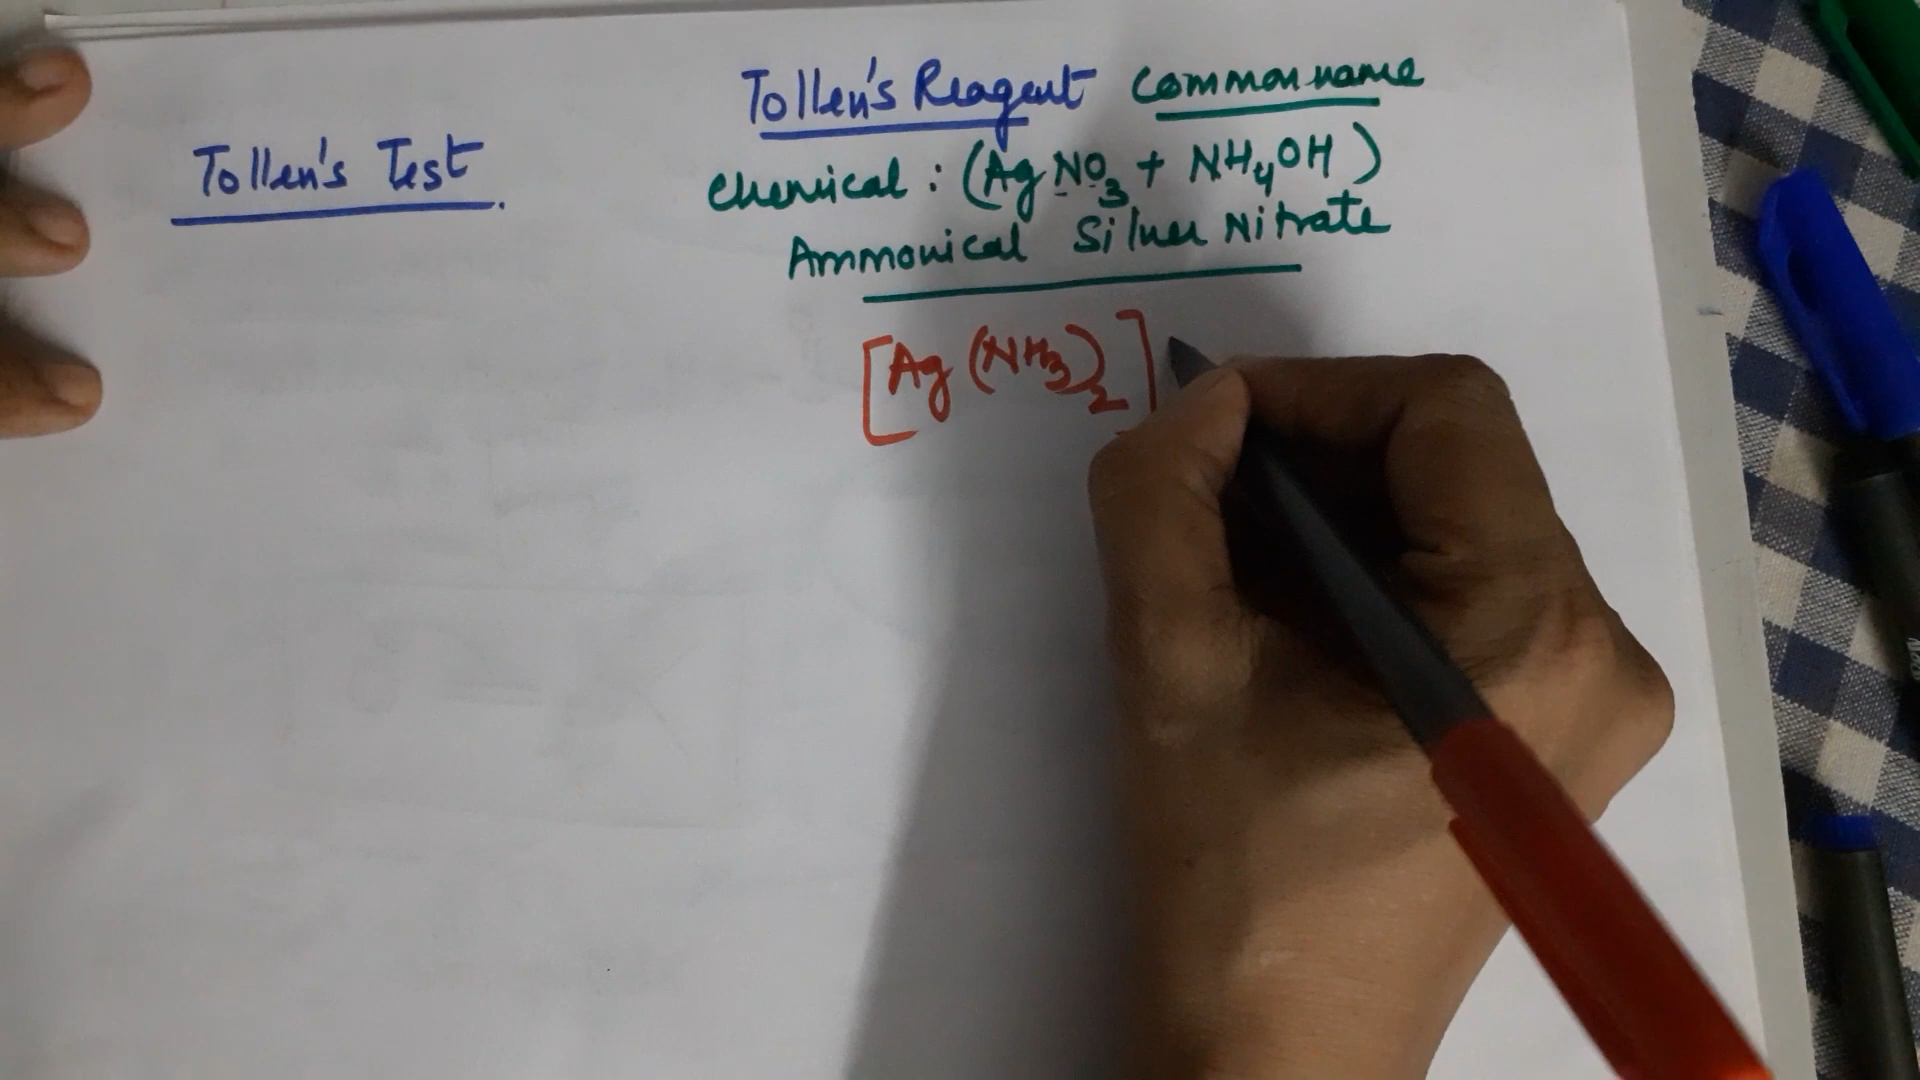 Tollen's Reagent Common name
Tollen's Test.
Chemical : (AgNO3 + NH4OH)
Ammonical Silver Nitrate
[Ag(NH3)2]